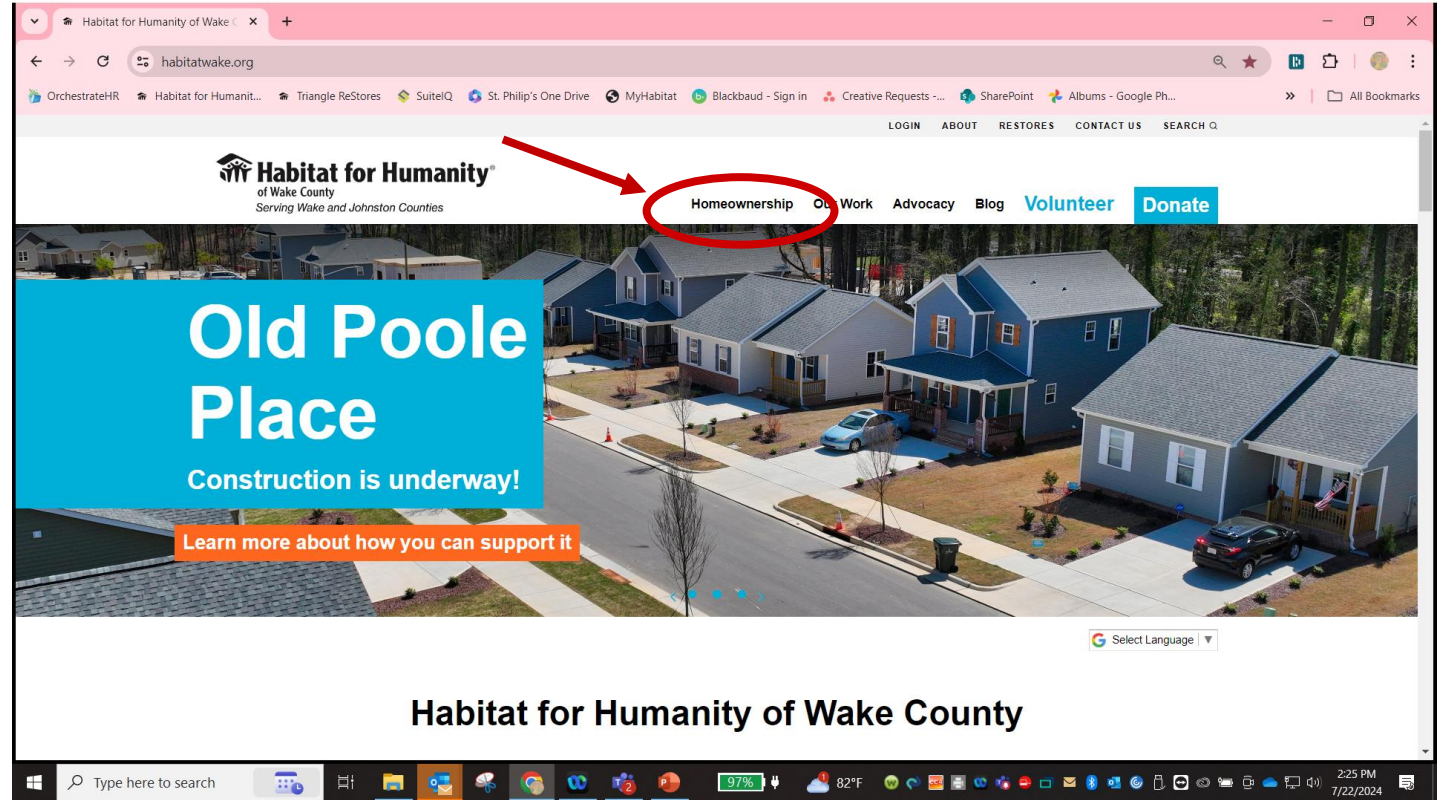 Habitat for Humanity of Wake C
habitatwake.org
OrchestrateHR Habitat for Humanit... Triangle ReStores SuiteIQ St. Philip's One Drive MyHabitat Blackbaud - Sign in Creative Requests -... SharePoint Albums - Google Ph... » All Bookmarks
LOGIN ABOUT RESTORES CONTACT US SEARCH
Habitat for Humanity®
of Wake County
Serving Wake and Johnston Counties
Homeownership Our Work Advocacy Blog Volunteer Donate
Old Poole
Place
Construction is underway!
Learn more about how you can support it
Select Language
Habitat for Humanity of Wake County
Type here to search 97% 82°F 2:25 PM
7/22/2024